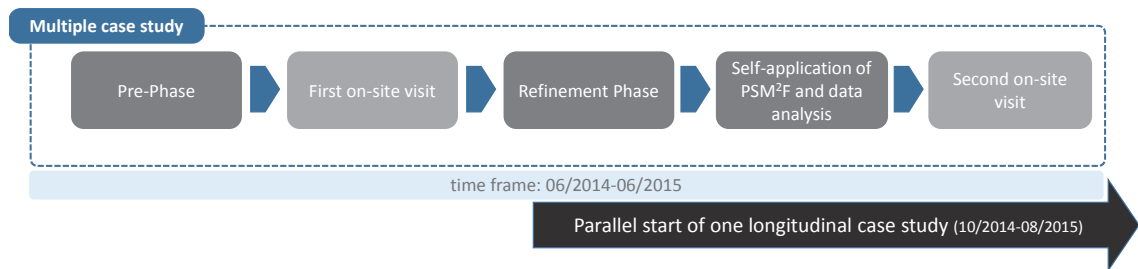 Multiple case study
Pre-Phase
First on-site visit
Refinement Phase
Self-application of
PSM²F and data
analysis
Second on-site
visit
time frame: 06/2014-06/2015
Parallel start of one longitudinal case study (10/2014-08/2015)